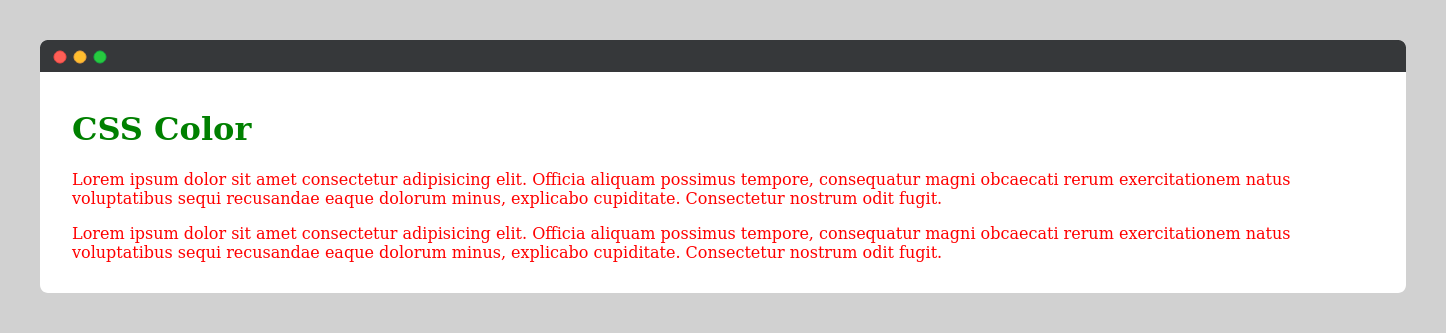 CSS Color
Lorem ipsum dolor sit amet consectetur adipisicing elit. Officia aliquam possimus tempore, consequatur magni obcaecati rerum exercitationem natus
voluptatibus sequi recusandae eaque dolorum minus, explicabo cupiditate. Consectetur nostrum odit fugit.
Lorem ipsum dolor sit amet consectetur adipisicing elit. Officia aliquam possimus tempore, consequatur magni obcaecati rerum exercitationem natus
voluptatibus sequi recusandae eaque dolorum minus, explicabo cupiditate. Consectetur nostrum odit fugit.